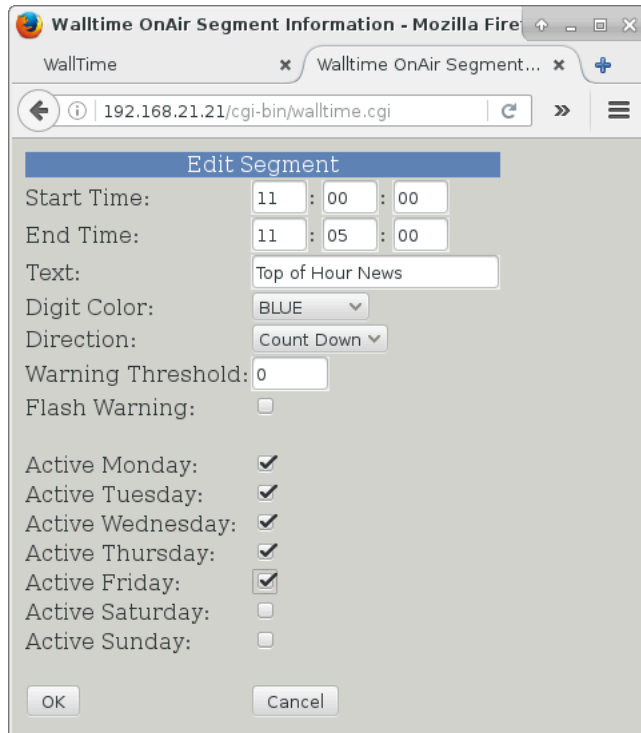 Walltime OnAir Segment Information - Mozilla Firef
WallTime
Walltime OnAir Segment...
192.168.21.21/cgi-bin/walltime.cgi
Edit Segment
Start Time: 11 : 00 : 00
End Time: 11 : 05 : 00
Text: Top of Hour News
Digit Color: BLUE
Direction: Count Down
Warning Threshold: 0
Flash Warning:
Active Monday:
Active Tuesday:
Active Wednesday:
Active Thursday:
Active Friday:
Active Saturday:
Active Sunday:
OK Cancel